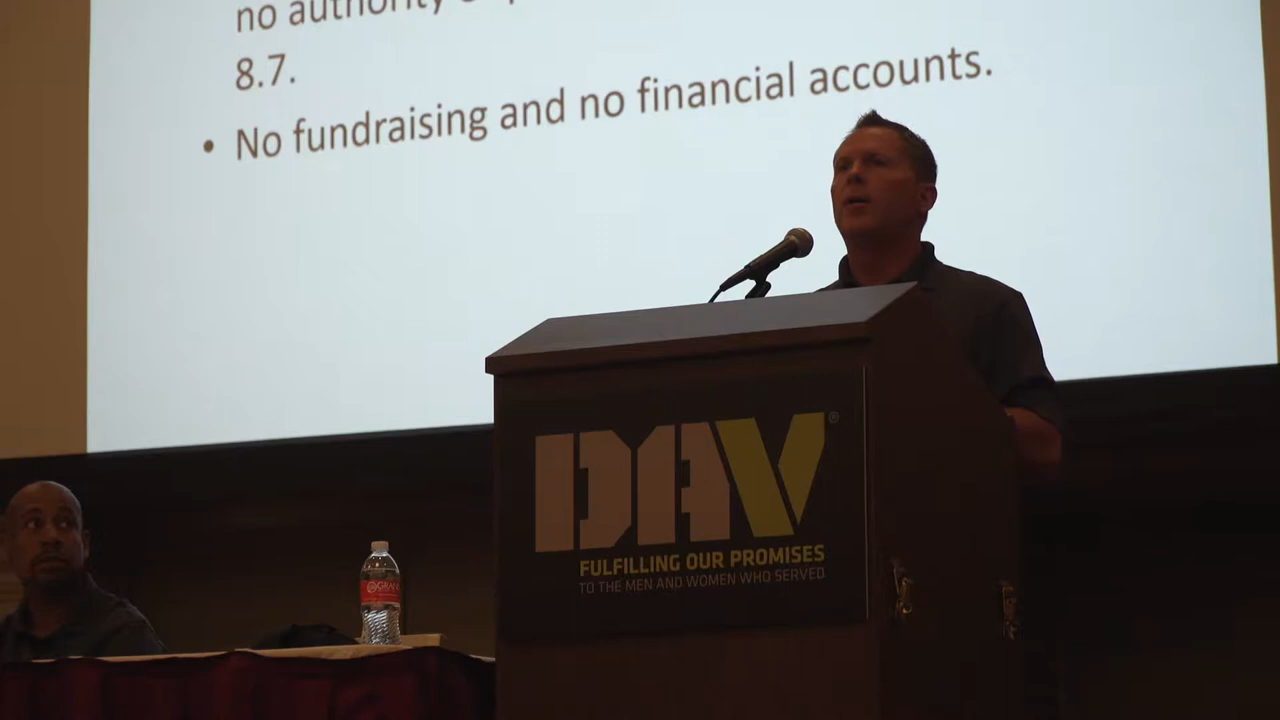 no authority
8.7.
• No fundraising and no financial accounts.
DAV®
FULFILLING OUR PROMISES
TO THE MEN AND WOMEN WHO SERVED
GRAND